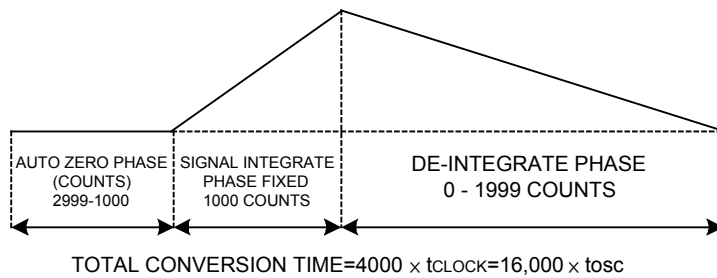 AUTO ZERO PHASE
(COUNTS)
2999-1000
SIGNAL INTEGRATE
PHASE FIXED
1000 COUNTS
DE-INTEGRATE PHASE
0 - 1999 COUNTS
TOTAL CONVERSION TIME=4000 × tCLOCK=16,000 × tosc